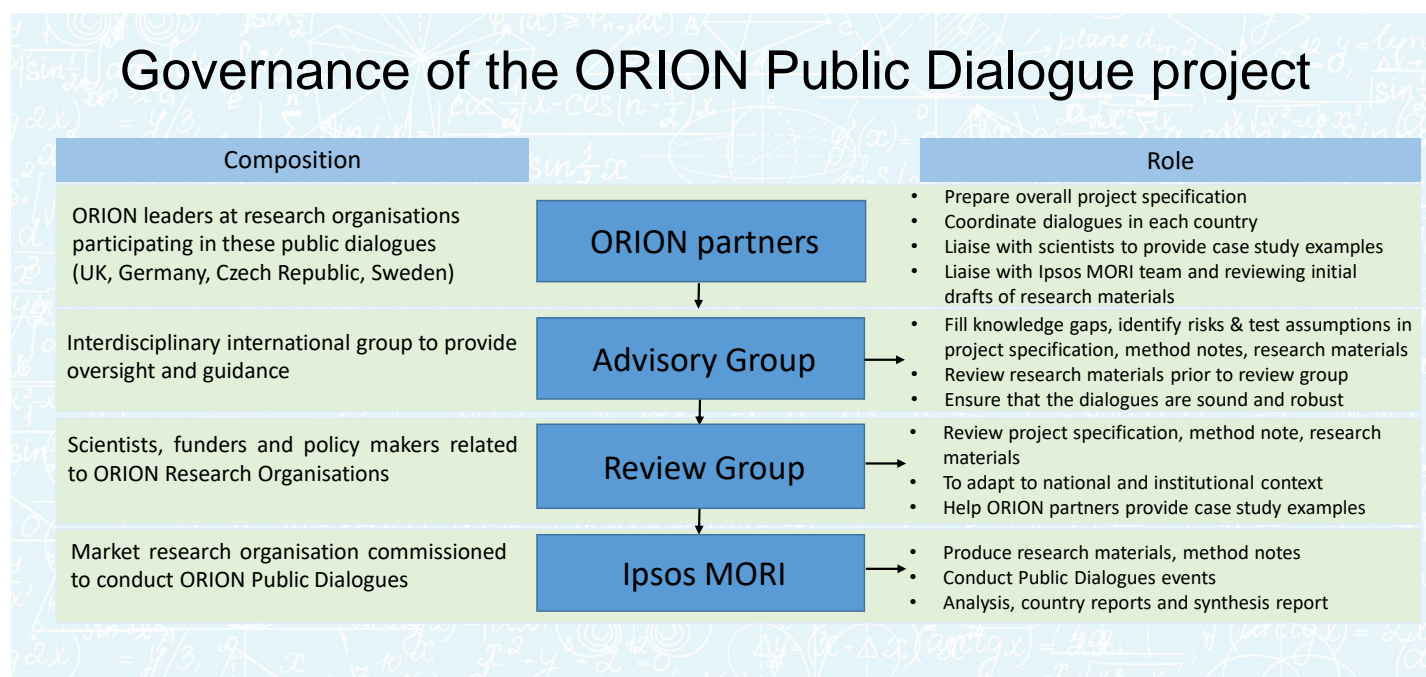 Governance of the ORION Public Dialogue project
Composition
Role
ORION leaders at research organisations
participating in these public dialogues
(UK, Germany, Czech Republic, Sweden)
ORION partners
• Prepare overall project specification
• Coordinate dialogues in each country
• Liaise with scientists to provide case study examples
• Liaise with Ipsos MORI team and reviewing initial
drafts of research materials
Interdisciplinary international group to provide
oversight and guidance
Advisory Group
• Fill knowledge gaps, identify risks & test assumptions in
project specification, method notes, research materials
• Review research materials prior to review group
• Ensure that the dialogues are sound and robust
Scientists, funders and policy makers related
to ORION Research Organisations
Review Group
• Review project specification, method note, research
materials
• To adapt to national and institutional context
• Help ORION partners provide case study examples
Market research organisation commissioned
to conduct ORION Public Dialogues
Ipsos MORI
• Produce research materials, method notes
• Conduct Public Dialogues events
• Analysis, country reports and synthesis report